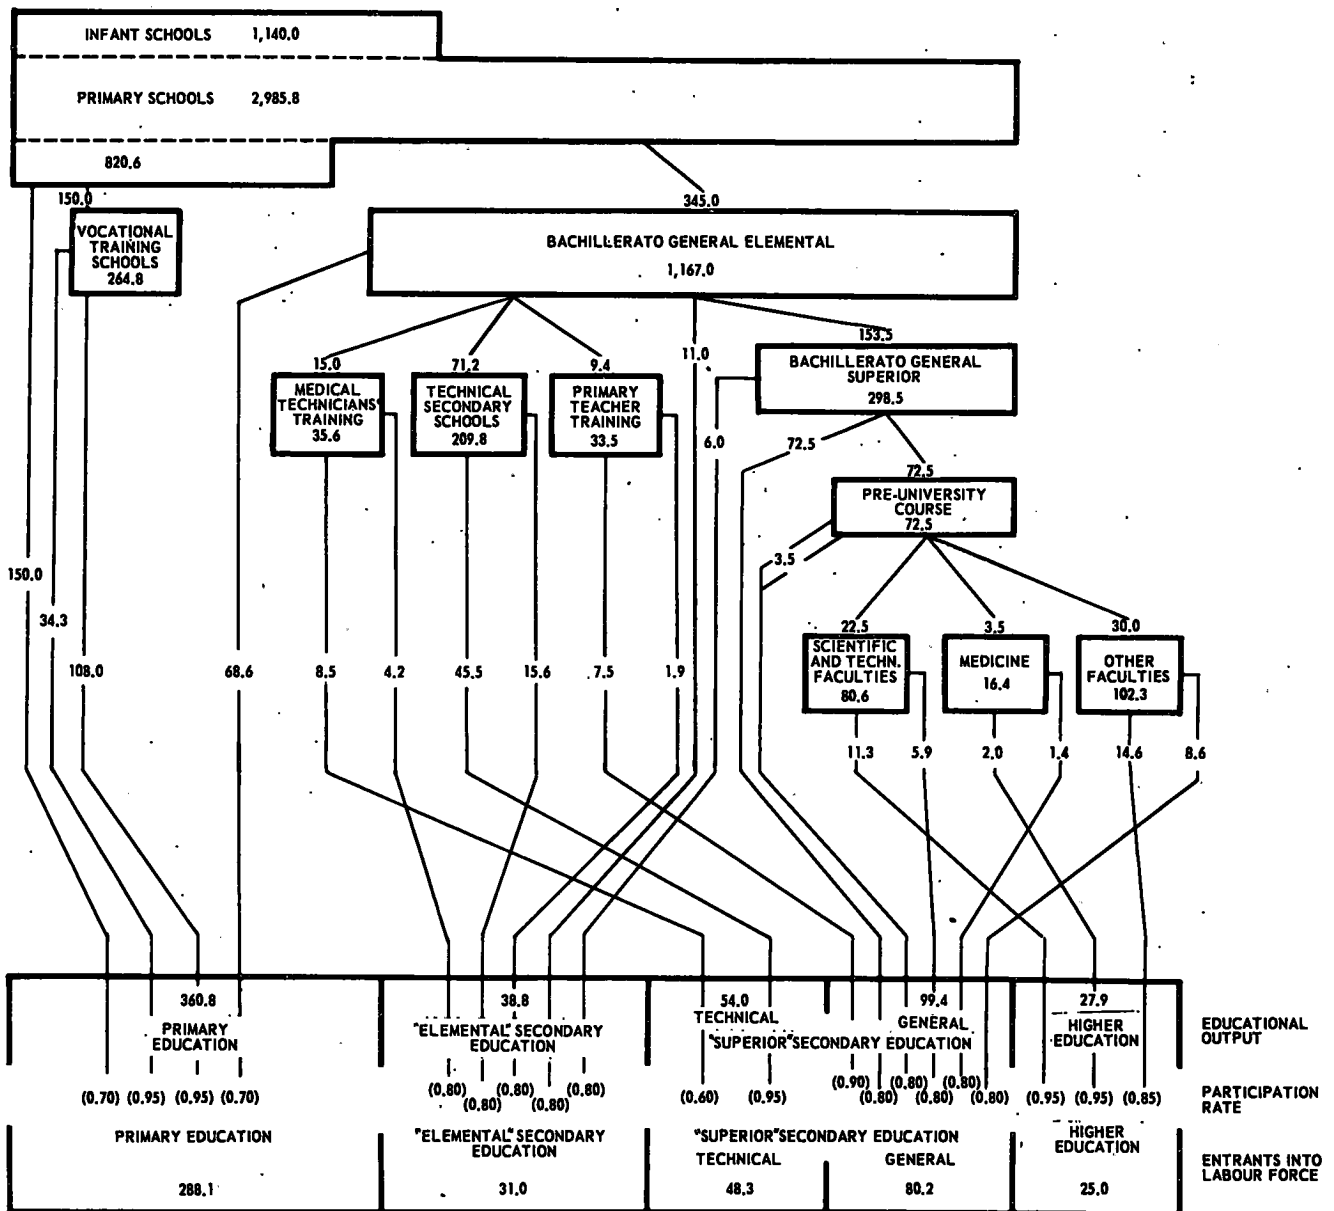 INFANT SCHOOLS 1,140.0
PRIMARY SCHOOLS 2,985.8
820.6
150.0
345.0
VOCATIONAL
TRAINING
SCHOOLS
264.8
BACHILLERATO GENERAL ELEMENTAL
1,167.0
15.0
71.2
9.4
11.0
153.5
MEDICAL
TECHNICIANS'
TRAINING
35.6
TECHNICAL
SECONDARY
SCHOOLS
209.8
PRIMARY
TEACHER
TRAINING
33.5
BACHILLERATO GENERAL
SUPERIOR
298.5
6.0
72.5
72.5
PRE-UNIVERSITY
COURSE
72.5
3.5
150.0
34.3
108.0
68.6
8.5
4.2
45.5
15.6
7.5
1.9
22.5
3.5
30.0
SCIENTIFIC
AND TECHN.
FACULTIES
80.6
MEDICINE
16.4
OTHER
FACULTIES
102.3
11.3
5.9
2.0
1.4
14.6
8.6
360.8
38.8
54.0
99.4
27.9
PRIMARY
EDUCATION
"ELEMENTAL" SECONDARY
EDUCATION
TECHNICAL
GENERAL
"SUPERIOR" SECONDARY EDUCATION
HIGHER
EDUCATION
EDUCATIONAL
OUTPUT
(0.70) (0.95) (0.95) (0.70)
(0.80) (0.80) (0.80) (0.80) (0.80)
(0.60) (0.95)
(0.90) (0.80) (0.80) (0.80) (0.80) (0.80)
(0.95) (0.95) (0.85)
PARTICIPATION
RATE
PRIMARY EDUCATION
"ELEMENTAL" SECONDARY
EDUCATION
"SUPERIOR" SECONDARY EDUCATION
TECHNICAL
GENERAL
HIGHER
EDUCATION
ENTRANTS INTO
LABOUR FORCE
288.1
31.0
48.3
80.2
25.0